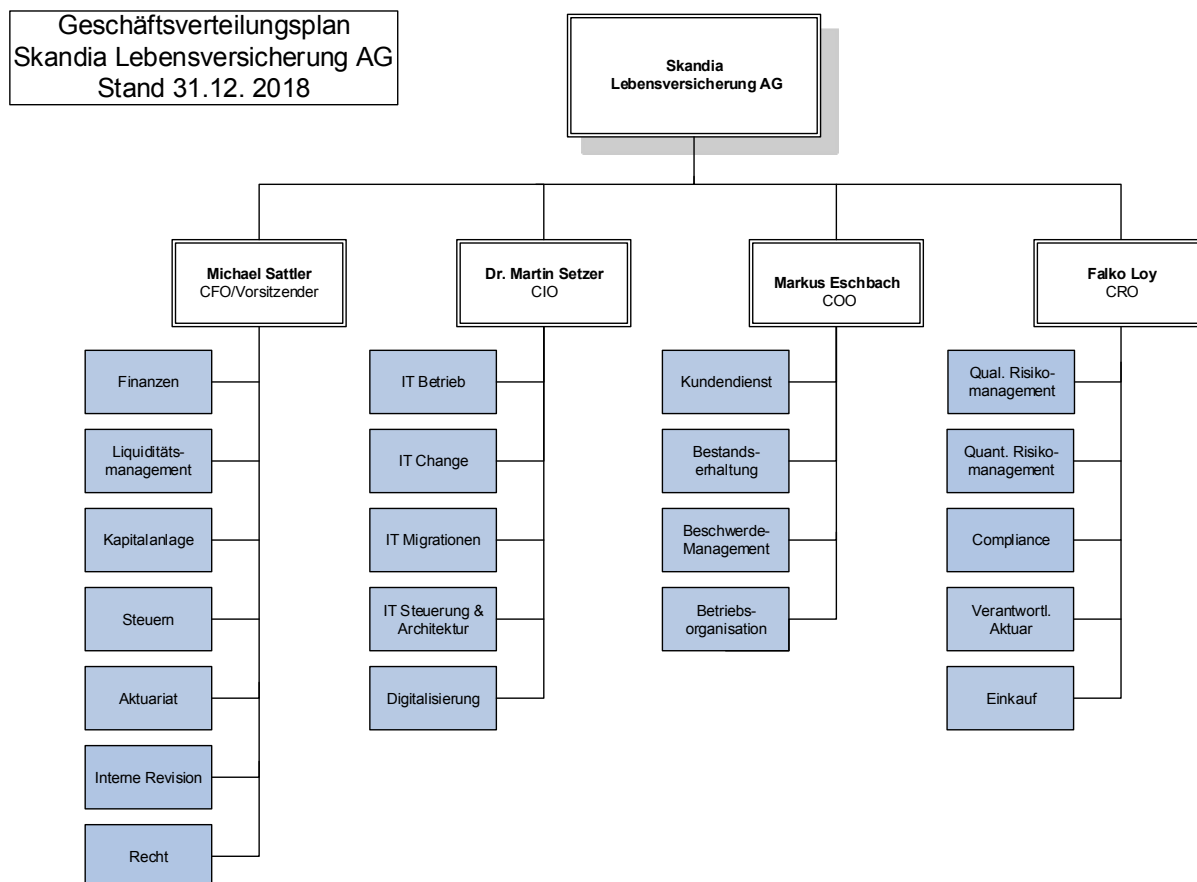 Geschäftsverteilungsplan
Skandia Lebensversicherung AG
Stand 31.12. 2018
Skandia
Lebensversicherung AG
Michael Sattler
CFO/Vorsitzender
Dr. Martin Setzer
CIO
Markus Eschbach
COO
Falko Loy
CRO
Finanzen
Liquiditäts-
management
Kapitalanlage
Steuern
Aktuariat
Interne Revision
Recht
IT Betrieb
IT Change
IT Migrationen
IT Steuerung &
Architektur
Digitalisierung
Kundendienst
Bestands-
erhaltung
Beschwerde-
Management
Betriebs-
organisation
Qual. Risiko-
management
Quant. Risiko-
management
Compliance
Verantwortl.
Aktuar
Einkauf